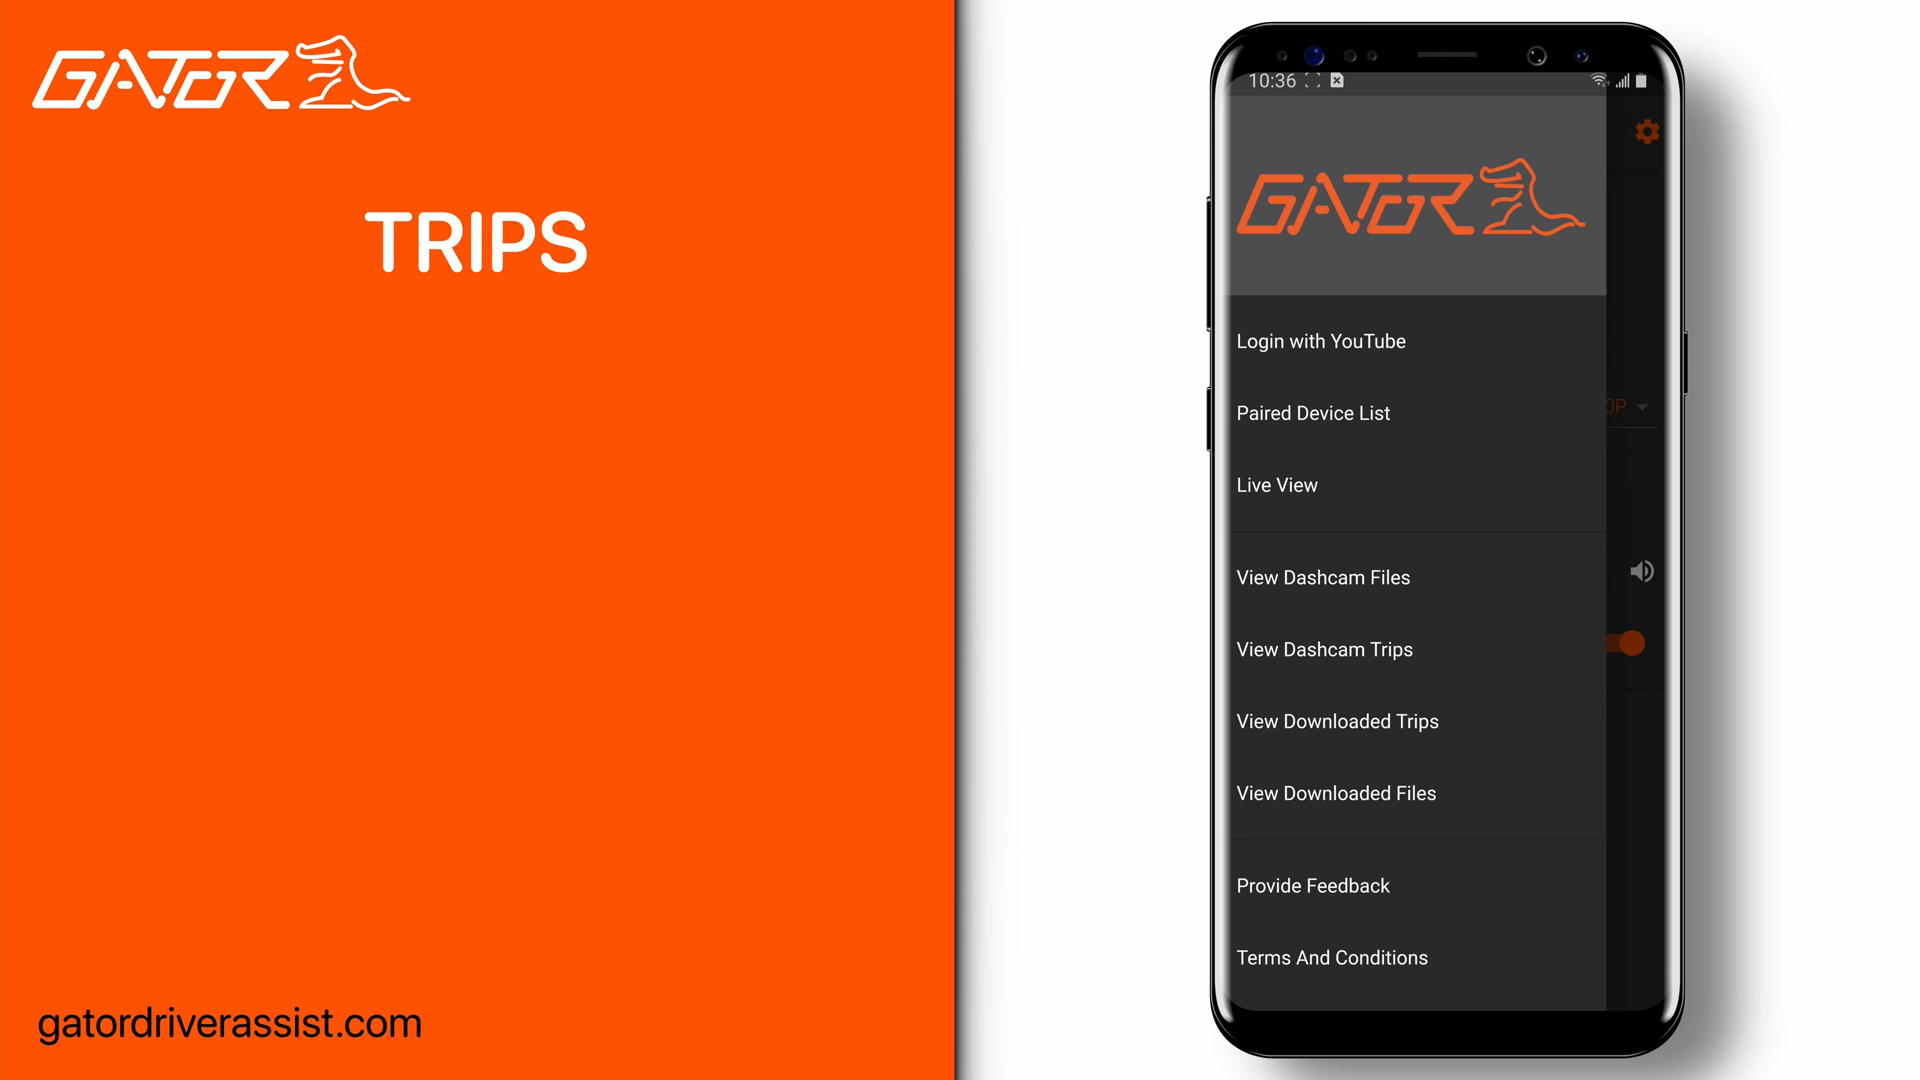 GATOR
TRIPS
gatordriverassist.com
10:36
GATOR
0P
Login with YouTube
Paired Device List
Live View
View Dashcam Files
View Dashcam Trips
View Downloaded Trips
View Downloaded Files
Provide Feedback
Terms And Conditions